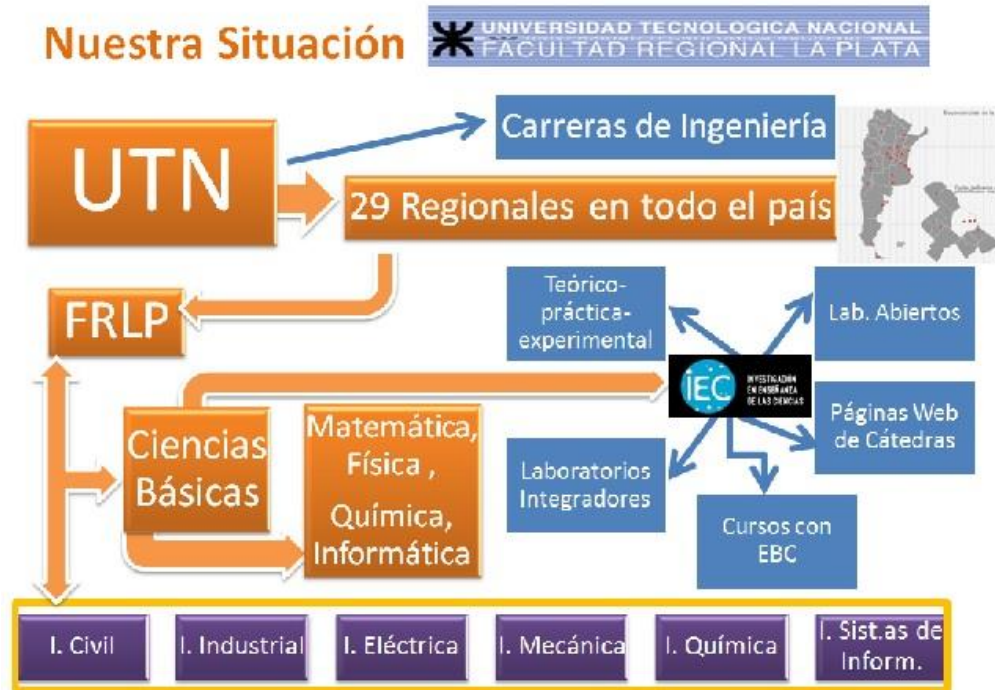 Nuestra Situación
UNIVERSIDAD TECNOLOGICA NACIONAL
FACULTAD REGIONAL LA PLATA
UTN
Carreras de Ingeniería
29 Regionales en todo el país
FRLP
Teórico-
práctica-
experimental
Lab. Abiertos
iEC
INVESTIGACIÓN
EN ENSEÑANZA
DE LAS CIENCIAS
Ciencias
Básicas
Matemática,
Física ,
Química,
Informática
Laboratorios
Integradores
Páginas Web
de Cátedras
Cursos con
EBC
I. Civil
I. Industrial
I. Eléctrica
I. Mecánica
I. Química
I. Sist.as de
Inform.